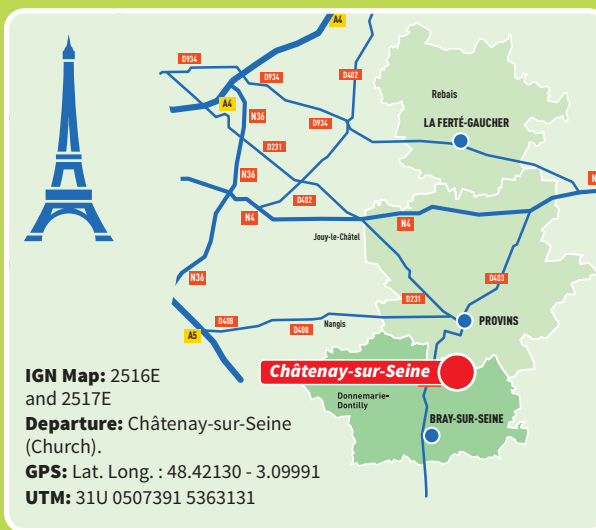 A4
D934
D934
D402
A4
Rebais
N36
D934
LA FERTÉ-GAUCHER
D231
N36
N
D402
N4
N4
Jouy-le-Châtel
N36
D403
D231
D408
D408
Nangis
PROVINS
A5
Châtenay-sur-Seine
IGN Map: 2516E
and 2517E
Donnemarie-
Dontilly
Departure: Châtenay-sur-Seine
(Church).
BRAY-SUR-SEINE
GPS: Lat. Long. : 48.42130 - 3.09991
UTM: 31U 0507391 5363131